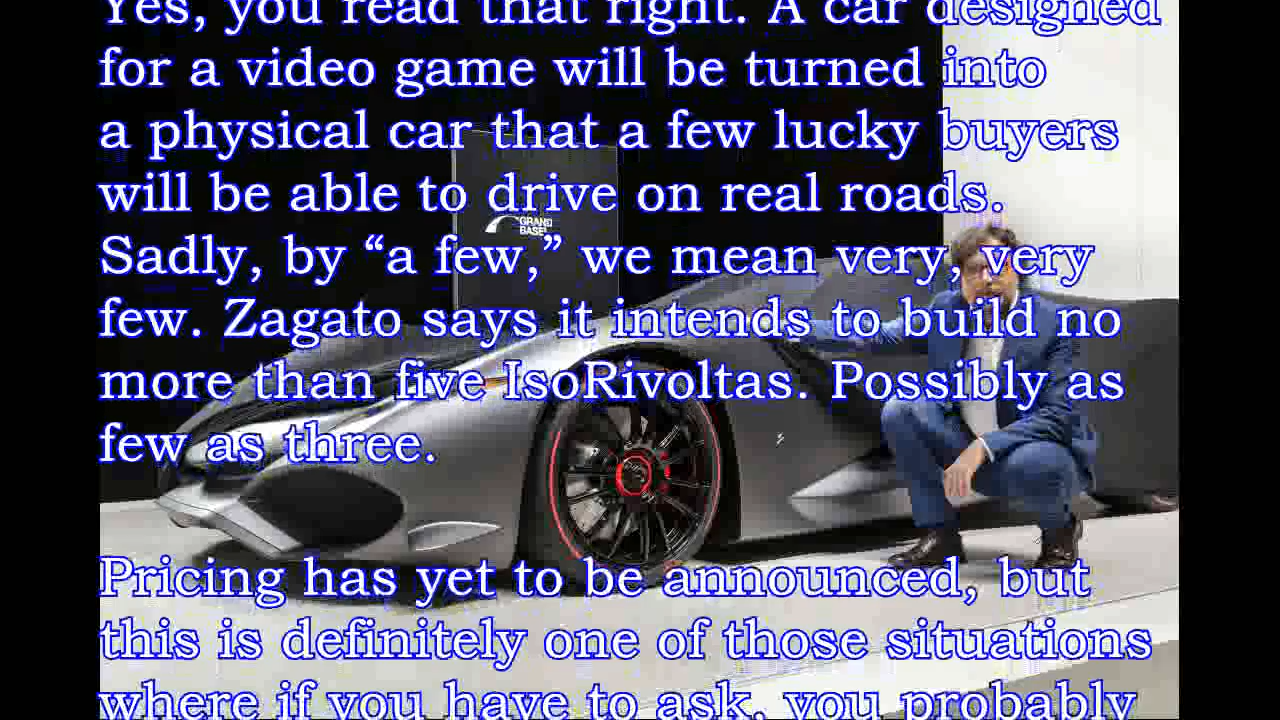 Yes, you read that right. A car designed
for a video game will be turned into
a physical car that a few lucky buyers
will be able to drive on real roads.
GRAND
BASEL
Sadly, by “a few,” we mean very, very
few. Zagato says it intends to build no
more than five IsoRivoltas. Possibly as
few as three.
Pricing has yet to be announced, but
this is definitely one of those situations
where if you have to ask, you probably